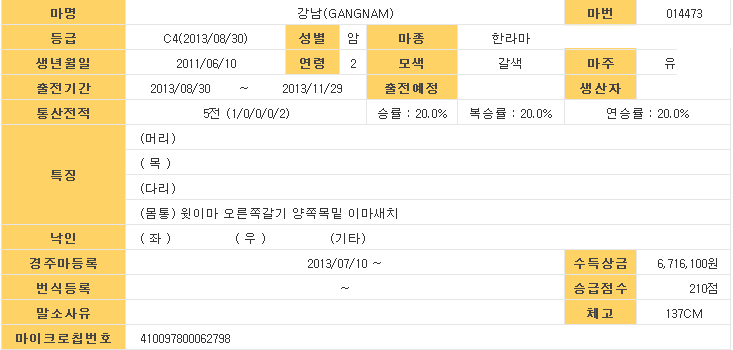 마명 강남(GANGNAM) 마번 014473
등급 C4(2013/08/30) 성별 암 마종 한라마
생년월일 2011/06/10 연령 2 모색 갈색 마주 유
출전기간 2013/08/30 ~ 2013/11/29 출전예정 생산자
통산전적 5전 (1/0/0/0/2) 승률 : 20.0% 복승률 : 20.0% 연승률 : 20.0%
특징
(머리)
( 목 )
(다리)
(몸통) 윗이마 오른쪽갈기 양쪽목밑 이마새치
낙인 ( 좌 ) ( 우 ) (기타)
경주마등록 2013/07/10 ~ 수득상금 6,716,100원
번식등록 ~ 승급점수 210점
말소사유 체고 137CM
마이크로칩번호 410097800062798